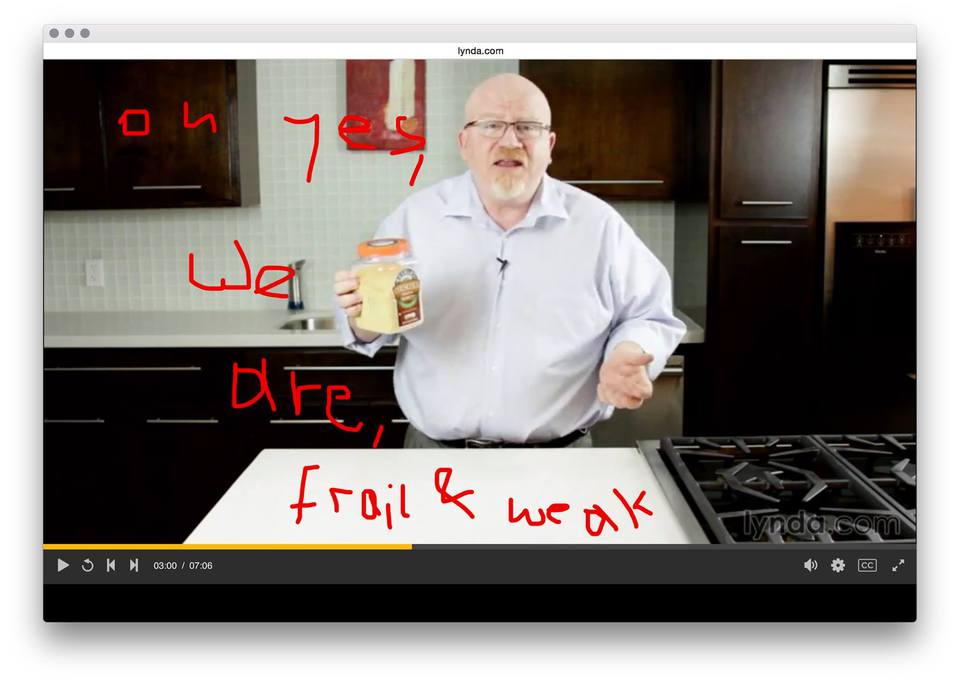 lynda.com
oh yes,
we
are,
frail & weak
lynda.com
03:00 / 07:06
CC